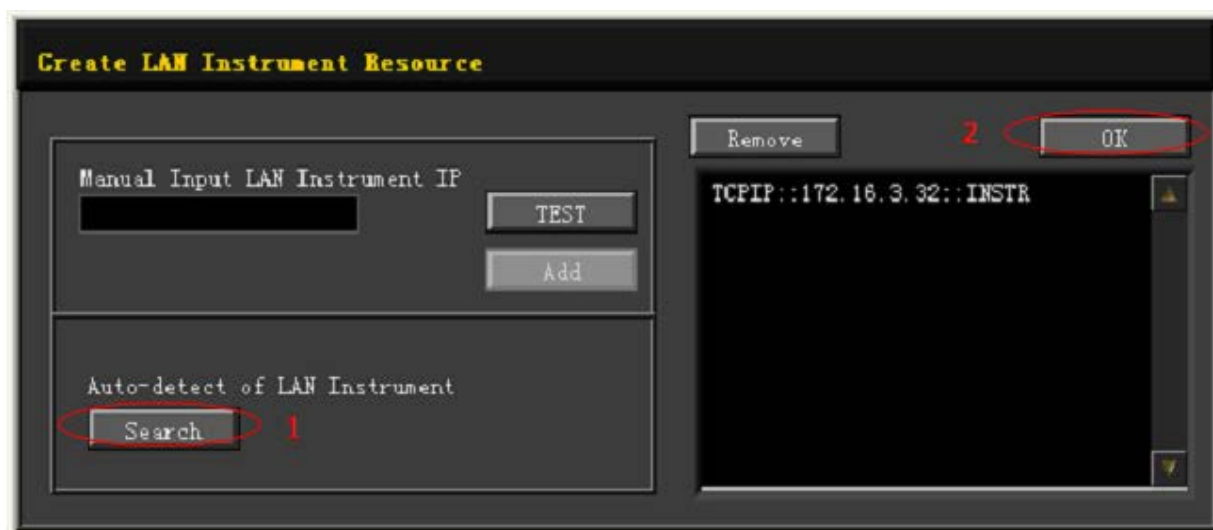 Create LAN Instrument Resource
Manual Input LAN Instrument IP
TEST
Add
Auto-detect of LAN Instrument
Search 1
Remove 2 OK
TCPIP::172.16.3.32::INSTR